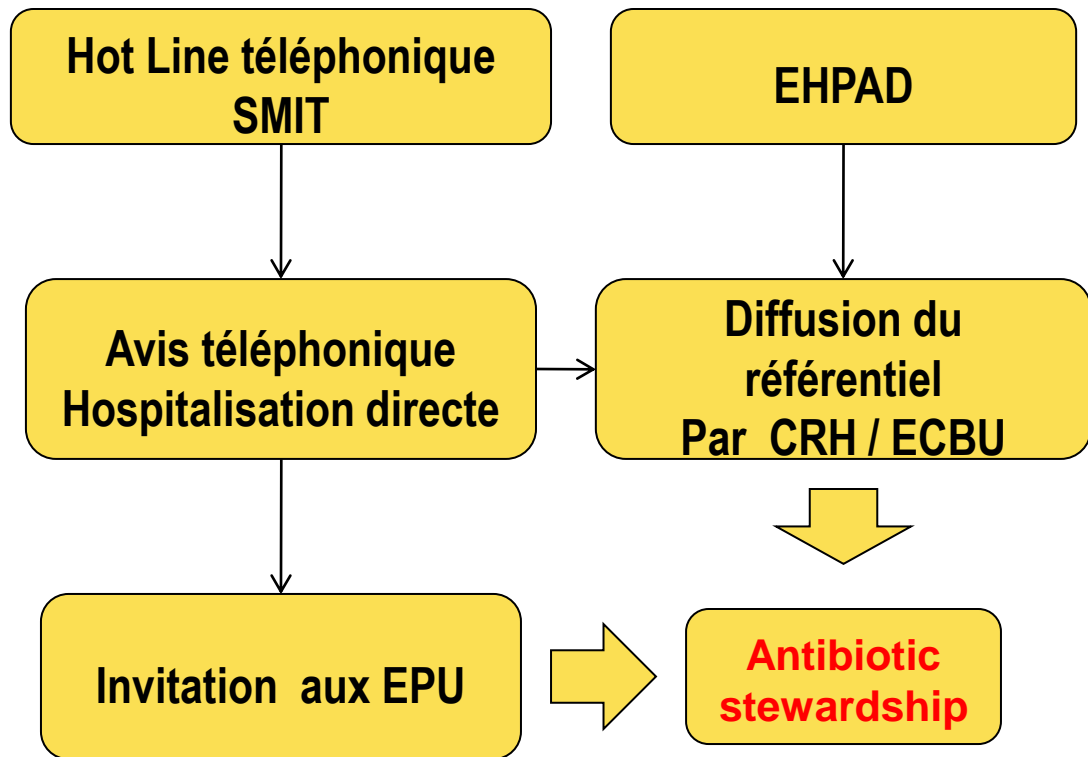 Hot Line téléphonique
SMIT
EHPAD
Avis téléphonique
Hospitalisation directe
Diffusion du
référentiel
Par CRH / ECBU
Invitation aux EPU
Antibiotic
stewardship